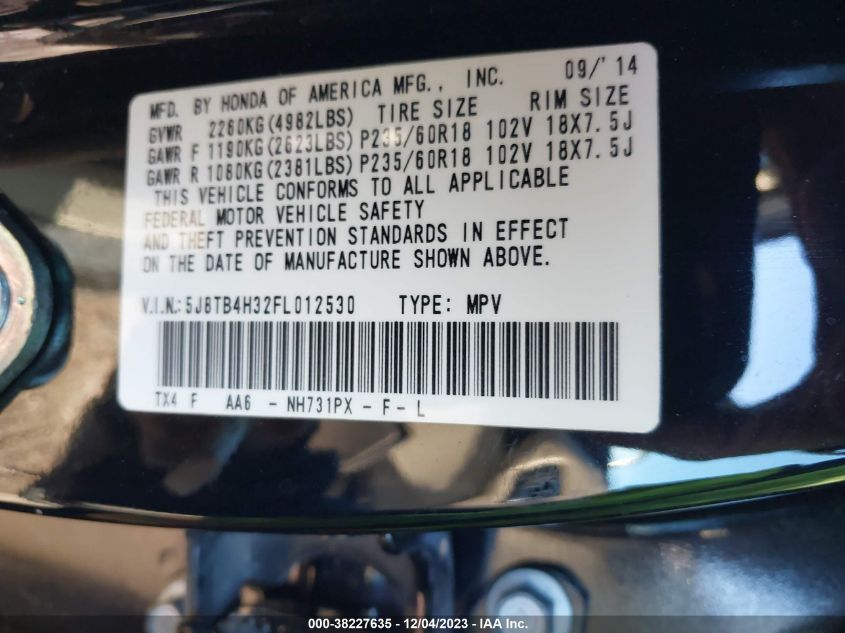 MFD. BY HONDA OF AMERICA MFG., INC. 09/'14
GVWR 2260KG(4982LBS) TIRE SIZE RIM SIZE
GAWR F 1190KG(2623LBS) P235/60R18 102V 18X7.5J
GAWR R 1080KG(2381LBS) P235/60R18 102V 18X7.5J
THIS VEHICLE CONFORMS TO ALL APPLICABLE
FEDERAL MOTOR VEHICLE SAFETY
AND THEFT PREVENTION STANDARDS IN EFFECT
ON THE DATE OF MANUFACTURE SHOWN ABOVE.
V.I.N.: 5J8TB4H32FL012530 TYPE: MPV
TX4 F AA6 - NH731PX - F - L
000-38227635 - 12/04/2023 - IAA Inc.